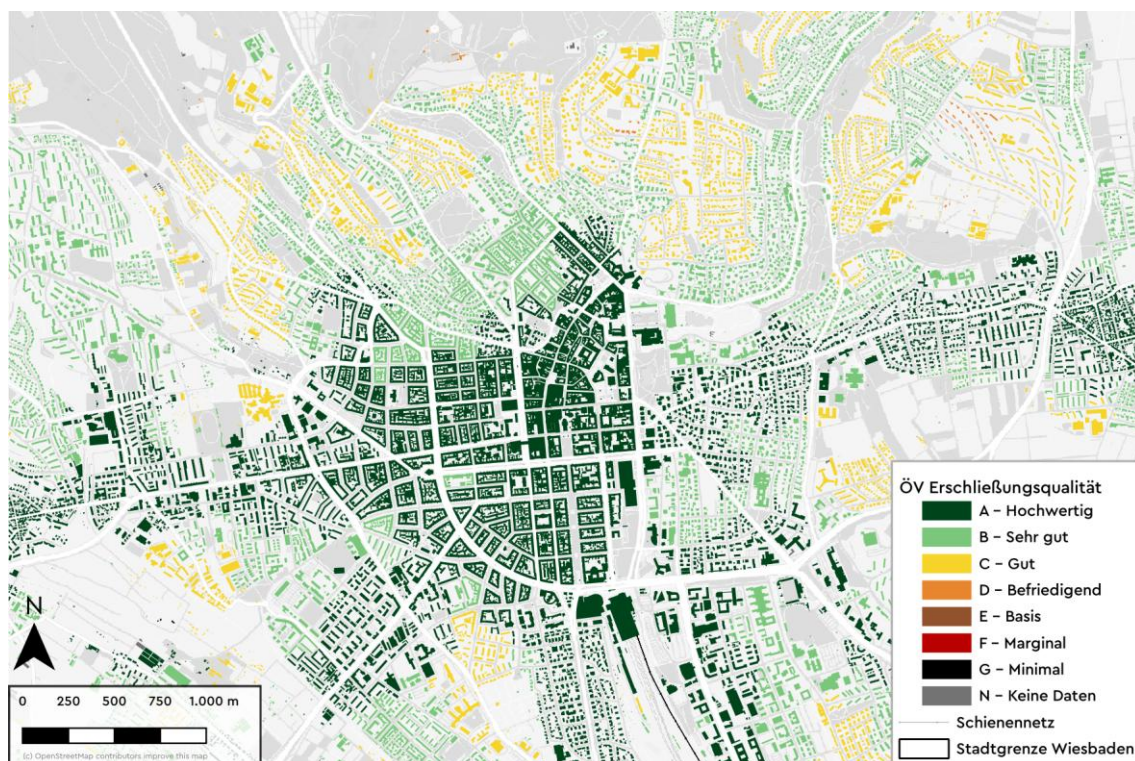 N
0 250 500 750 1.000 m
(c) OpenStreetMap contributors improve this map
ÖV Erschließungsqualität
A – Hochwertig
B – Sehr gut
C – Gut
D – Befriedigend
E – Basis
F – Marginal
G – Minimal
N – Keine Daten
Schienennetz
Stadtgrenze Wiesbaden